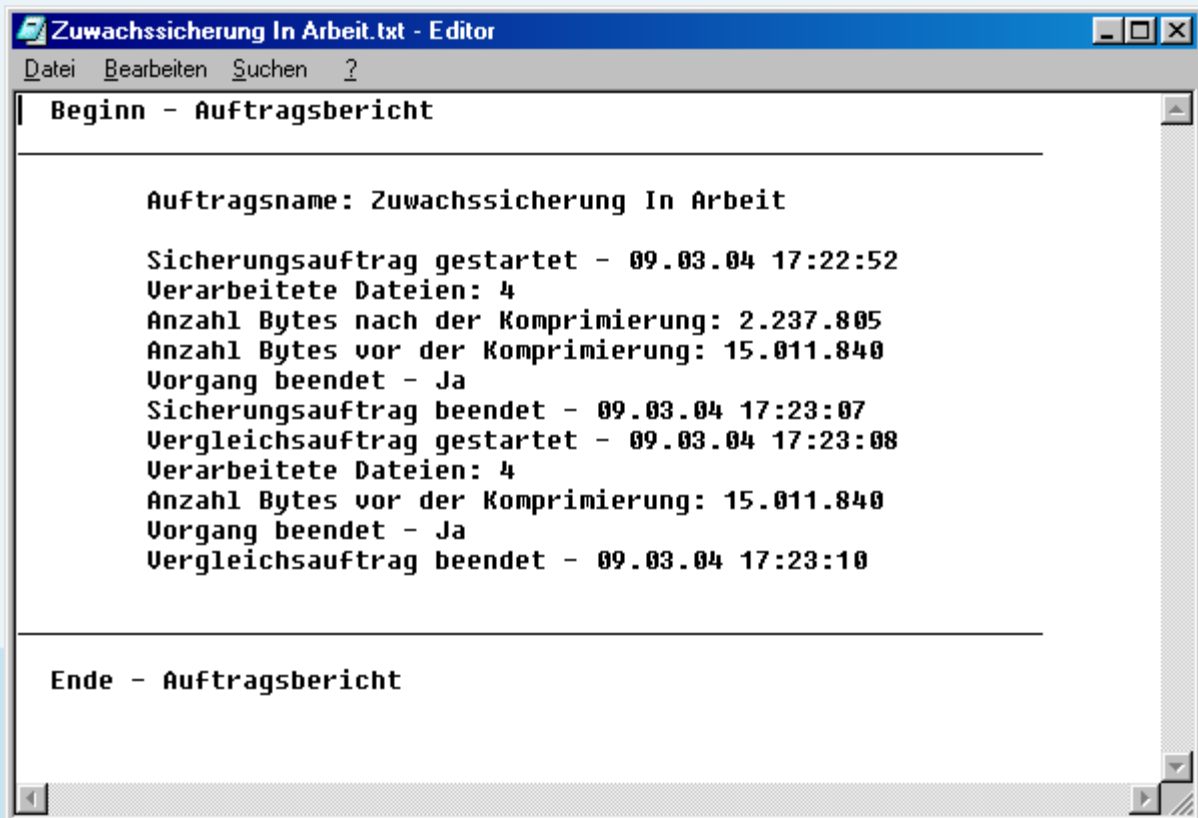 Zuwachssicherung In Arbeit.txt - Editor
Datei Bearbeiten Suchen ?
Beginn - Auftragsbericht
Auftragsname: Zuwachssicherung In Arbeit
Sicherungsauftrag gestartet - 09.03.04 17:22:52
Verarbeitete Dateien: 4
Anzahl Bytes nach der Komprimierung: 2.237.805
Anzahl Bytes vor der Komprimierung: 15.011.840
Vorgang beendet - Ja
Sicherungsauftrag beendet - 09.03.04 17:23:07
Vergleichsauftrag gestartet - 09.03.04 17:23:08
Verarbeitete Dateien: 4
Anzahl Bytes vor der Komprimierung: 15.011.840
Vorgang beendet - Ja
Vergleichsauftrag beendet - 09.03.04 17:23:10
Ende - Auftragsbericht